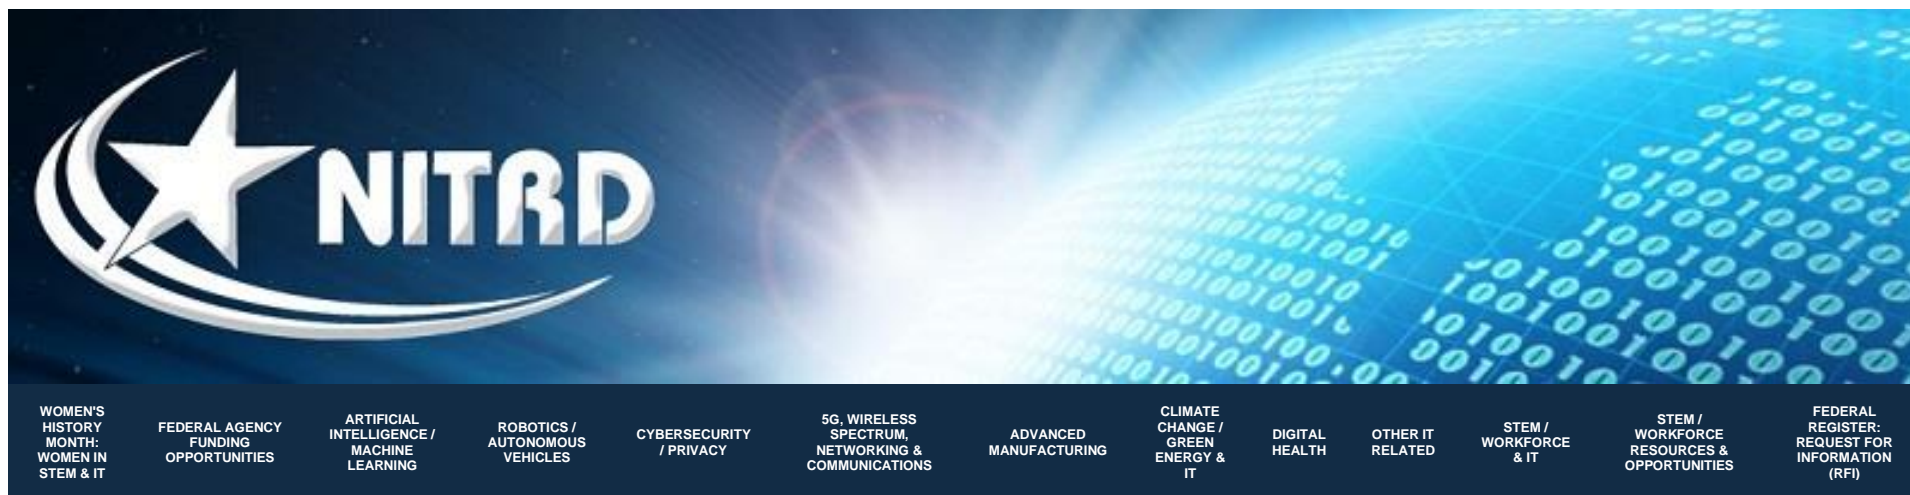 NITRD
WOMEN'S
HISTORY
MONTH:
WOMEN IN
STEM & IT
FEDERAL AGENCY
FUNDING
OPPORTUNITIES
ARTIFICIAL
INTELLIGENCE /
MACHINE
LEARNING
ROBOTICS /
AUTONOMOUS
VEHICLES
CYBERSECURITY
/ PRIVACY
5G, WIRELESS
SPECTRUM,
NETWORKING &
COMMUNICATIONS
ADVANCED
MANUFACTURING
CLIMATE
CHANGE /
GREEN
ENERGY &
IT
DIGITAL
HEALTH
OTHER IT
RELATED
STEM /
WORKFORCE
& IT
STEM /
WORKFORCE
RESOURCES &
OPPORTUNITIES
FEDERAL
REGISTER:
REQUEST FOR
INFORMATION
(RFI)